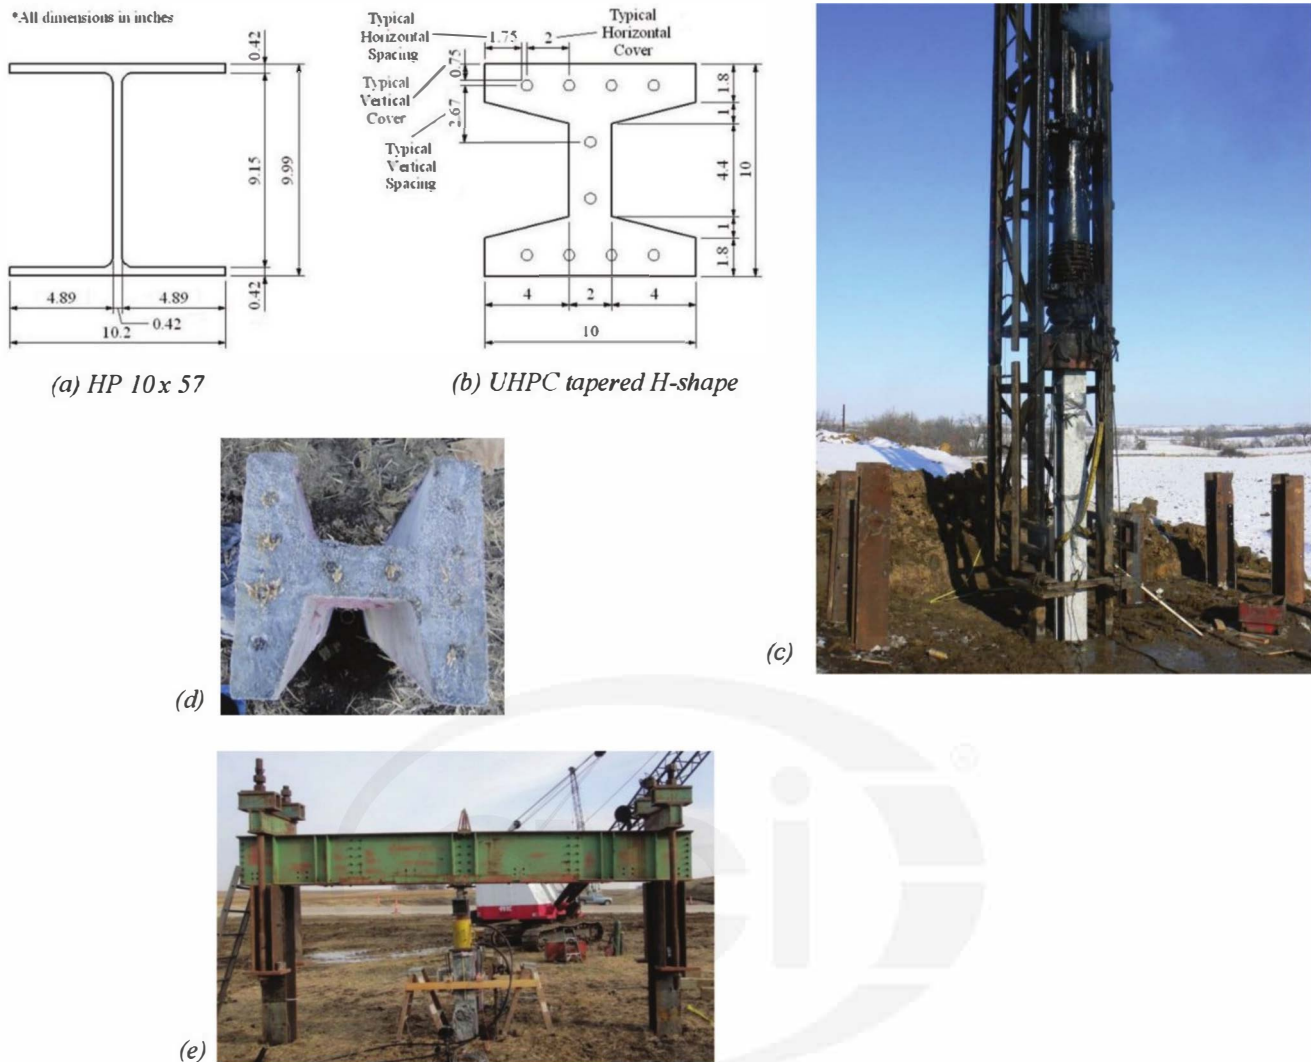 *All dimensions in inches
0.42
9.15
9.99
0.42
4.89
4.89
0.42
10.2
(a) HP 10 x 57
Typical
Horizontal
Spacing
1.75
2
Typical
Horizontal
Cover
0.75
Typical
Vertical
Cover
2.67
Typical
Vertical
Spacing
1.8
1
4.4
10
1
1.8
4
2
4
10
(b) UHPC tapered H-shape
(c)
(d)
(e)
ci
®